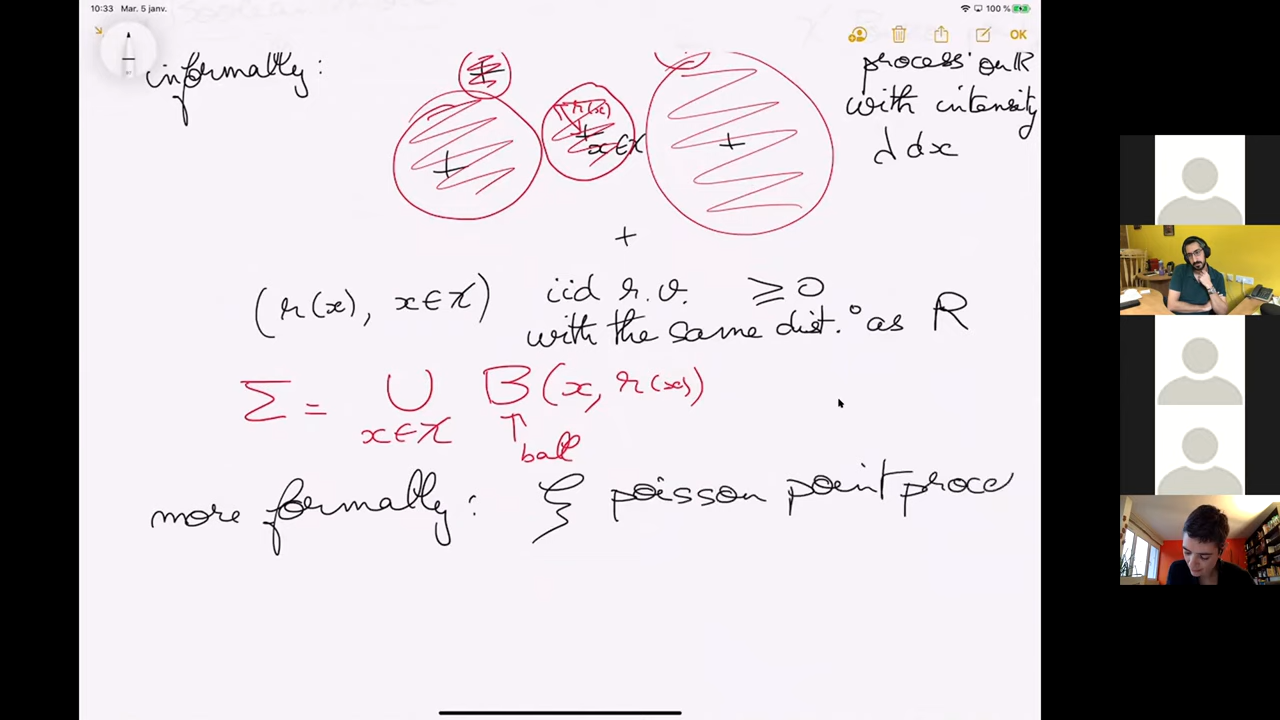 10:33 Mar. 5 janv.
100 %
OK
informally:
process on R
with intensity
λ dx
r(x)
x ∈ X
(r(x), x ∈ X) iid r.v. ≥ 0
with the same dist.° as R
Σ = ∪ B(x, r(x))
x ∈ X
↑ ball
more formally: ξ poisson point proce